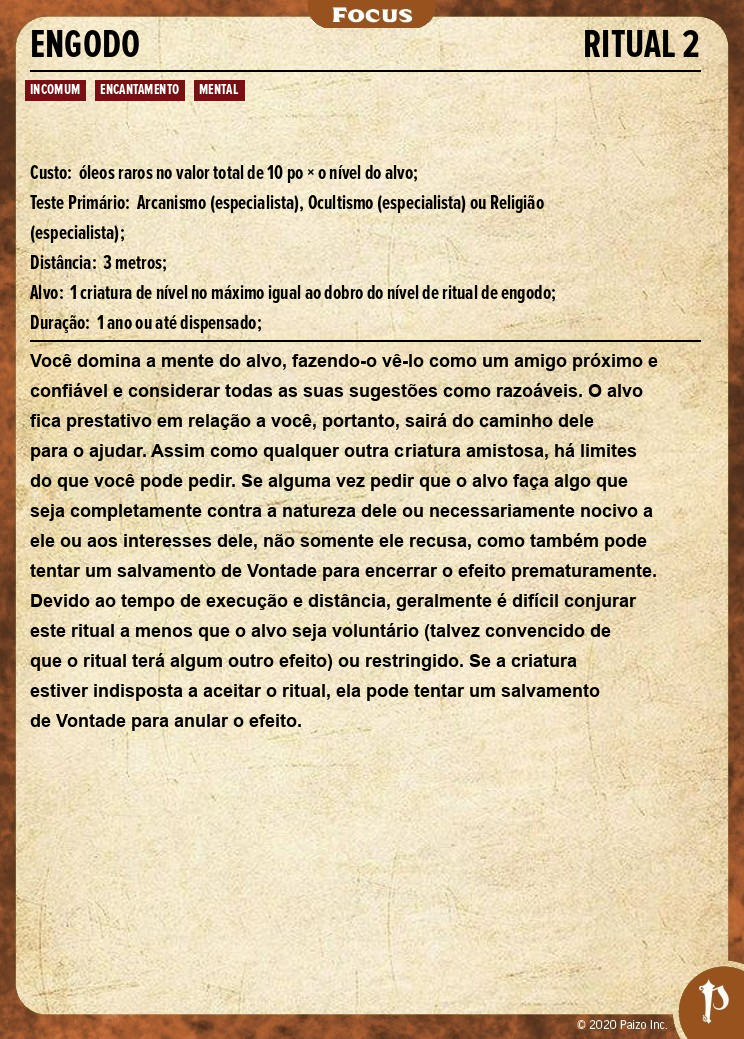 Focus
ENGODO RITUAL 2
INCOMUM ENCANTAMENTO MENTAL
Custo: óleos raros no valor total de 10 po × o nível do alvo;
Teste Primário: Arcanismo (especialista), Ocultismo (especialista) ou Religião
(especialista);
Distância: 3 metros;
Alvo: 1 criatura de nível no máximo igual ao dobro do nível de ritual de engodo;
Duração: 1 ano ou até dispensado;
Você domina a mente do alvo, fazendo-o vê-lo como um amigo próximo e
confiável e considerar todas as suas sugestões como razoáveis. O alvo
fica prestativo em relação a você, portanto, sairá do caminho dele
para o ajudar. Assim como qualquer outra criatura amistosa, há limites
do que você pode pedir. Se alguma vez pedir que o alvo faça algo que
seja completamente contra a natureza dele ou necessariamente nocivo a
ele ou aos interesses dele, não somente ele recusa, como também pode
tentar um salvamento de Vontade para encerrar o efeito prematuramente.
Devido ao tempo de execução e distância, geralmente é difícil conjurar
este ritual a menos que o alvo seja voluntário (talvez convencido de
que o ritual terá algum outro efeito) ou restringido. Se a criatura
estiver indisposta a aceitar o ritual, ela pode tentar um salvamento
de Vontade para anular o efeito.
© 2020 Paizo Inc.